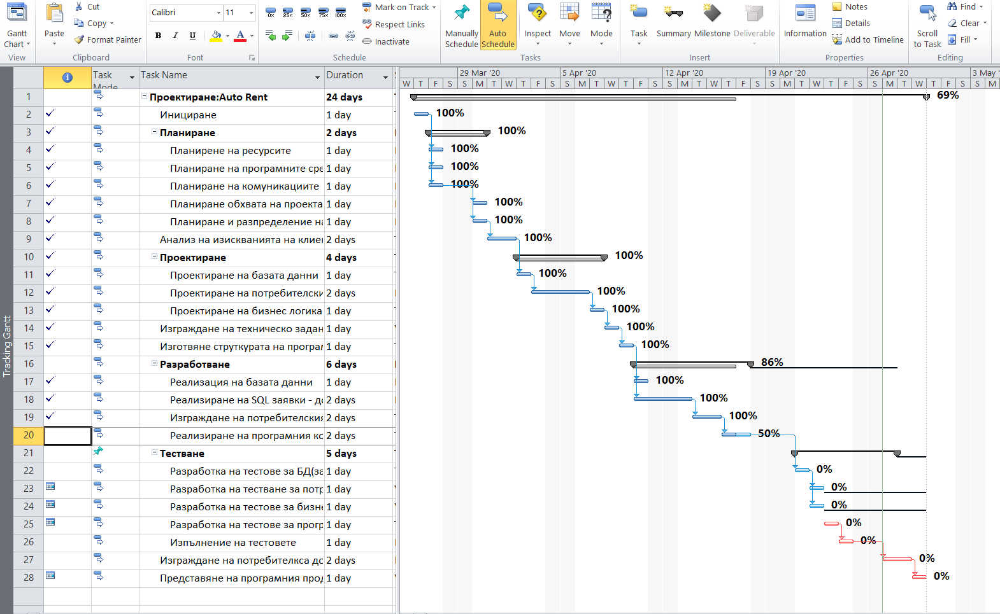 Gantt Chart
View
Paste
Cut
Copy
Format Painter
Clipboard
Calibri 11
B I U A
Font
0% 25% 50% 75% 100%
Mark on Track
Respect Links
Inactivate
Schedule
Manually Schedule
Auto Schedule
Inspect
Move
Mode
Tasks
Task
Summary
Milestone
Deliverable
Insert
Information
Notes
Details
Add to Timeline
Properties
Scroll to Task
Find
Clear
Fill
Editing
Tracking Gantt
Task Mode Task Name Duration
29 Mar '20 5 Apr '20 12 Apr '20 19 Apr '20 26 Apr '20 3 May '
W T F S S M T W T F S S M T W T F S S M T W T F S S M T W T F S S M T W T F S S M
1 Проектиране:Auto Rent 24 days 69%
2 Инициране 1 day 100%
3 Планиране 2 days 100%
4 Планирене на ресурсите 1 day 100%
5 Планиране на програмните сре 1 day 100%
6 Планиране на комуникациите 1 day 100%
7 Планиране обхвата на проекта 1 day 100%
8 Планиране и разпределение на 1 day 100%
9 Анализ на изискванията на клие 2 days 100%
10 Проектиране 4 days 100%
11 Проектиране на базата данни 1 day 100%
12 Проектиране на потребителски 2 days 100%
13 Проектиране на бизнес логика 1 day 100%
14 Изграждане на техническо задан 1 day 100%
15 Изготвяне струткурата на програм 1 day 100%
16 Разработване 6 days 86%
17 Реализация на базата данни 1 day 100%
18 Реализиране на SQL заявки - до 2 days 100%
19 Изграждане на потребителския 2 days 100%
20 Реализиране на програмния ко 2 days 50%
21 Тестване 5 days
22 Разработка на тестове за БД(за 1 day 0%
23 Разработка на тестване за потр 1 day 0%
24 Разработка на тестове за бизне 1 day 0%
25 Разработка на тестове за прогр 1 day 0%
26 Изпълнение на тестовете 1 day 0%
27 Изграждане на потребителкса до 2 days 0%
28 Представяне на програмния прод 1 day 0%